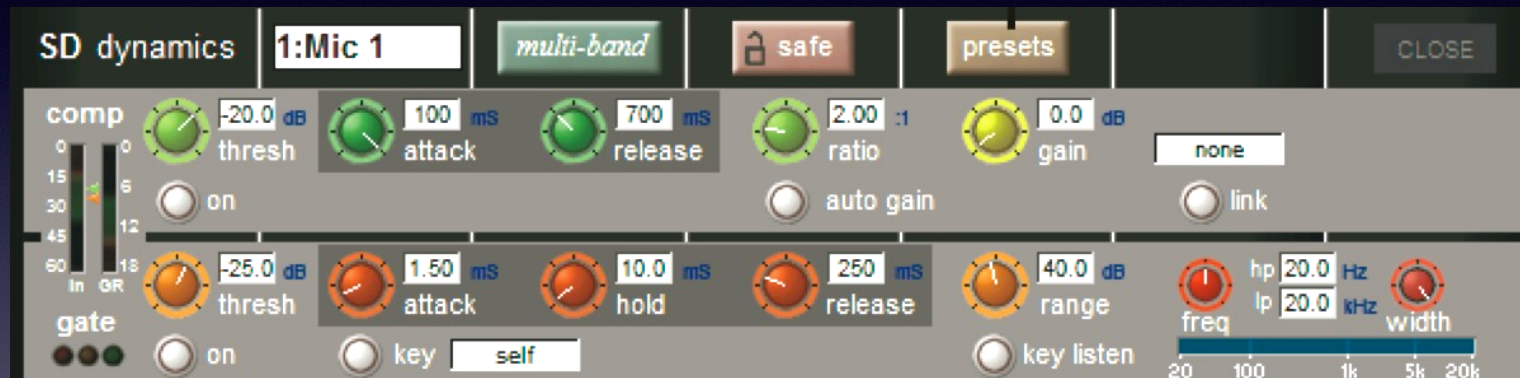 SD dynamics 1:Mic 1 multi-band safe presets CLOSE
comp -20.0 dB 100 mS 700 mS 2.00 :1 0.0 dB
thresh attack release ratio gain none
0 0
15 6
30 12
45 18
60
In GR
on auto gain link
-25.0 dB 1.50 mS 10.0 mS 250 mS 40.0 dB hp 20.0 Hz
lp 20.0 kHz
thresh attack hold release range freq width
gate
on key self key listen
20 100 1k 5k 20k